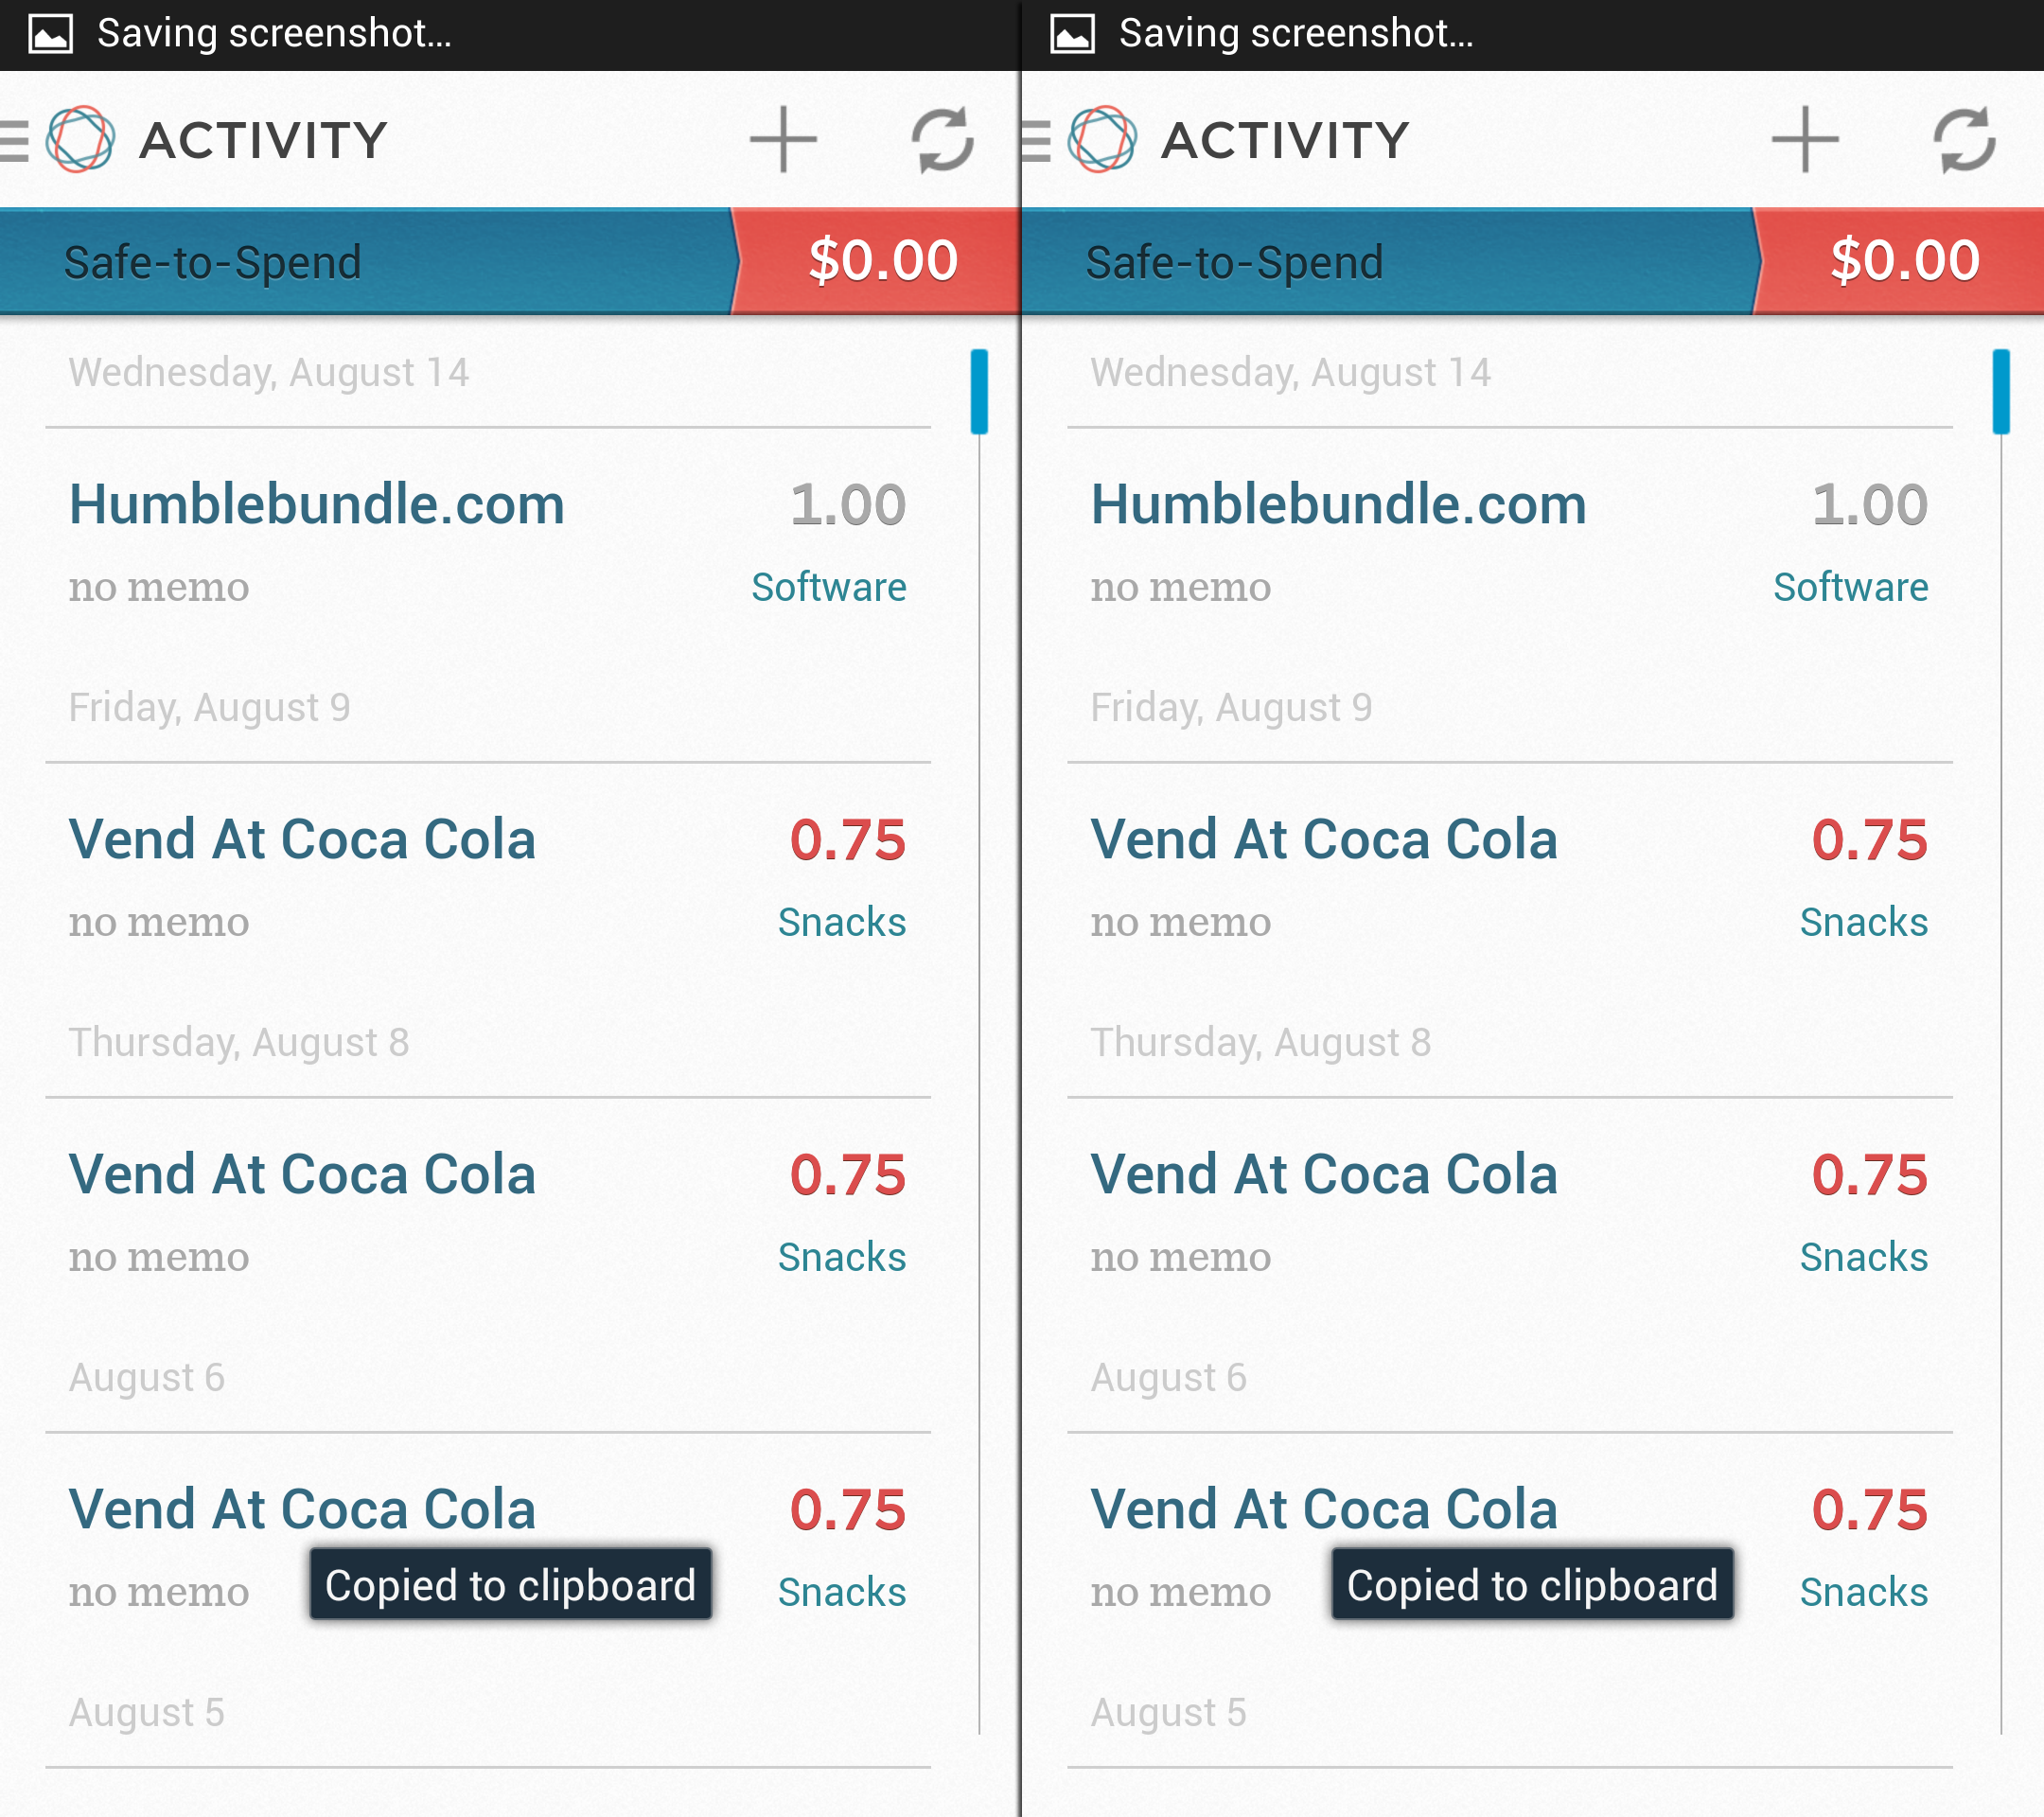 Saving screenshot...
ACTIVITY
Safe-to-Spend $0.00
Wednesday, August 14
Humblebundle.com 1.00
no memo Software
Friday, August 9
Vend At Coca Cola 0.75
no memo Snacks
Thursday, August 8
Vend At Coca Cola 0.75
no memo Snacks
August 6
Vend At Coca Cola 0.75
no memo Copied to clipboard Snacks
August 5
Saving screenshot...
ACTIVITY
Safe-to-Spend $0.00
Wednesday, August 14
Humblebundle.com 1.00
no memo Software
Friday, August 9
Vend At Coca Cola 0.75
no memo Snacks
Thursday, August 8
Vend At Coca Cola 0.75
no memo Snacks
August 6
Vend At Coca Cola 0.75
no memo Copied to clipboard Snacks
August 5